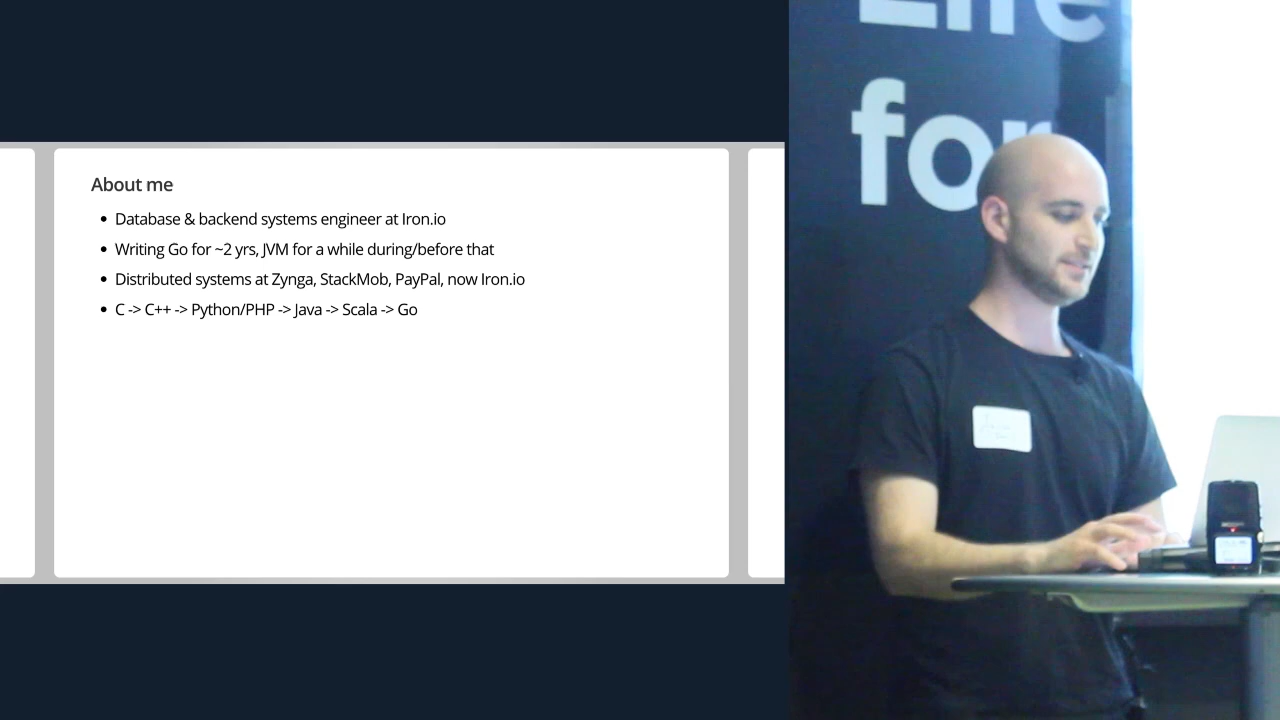 About me
Database & backend systems engineer at Iron.io
Writing Go for ~2 yrs, JVM for a while during/before that
Distributed systems at Zynga, StackMob, PayPal, now Iron.io
C -> C++ -> Python/PHP -> Java -> Scala -> Go
Life
for